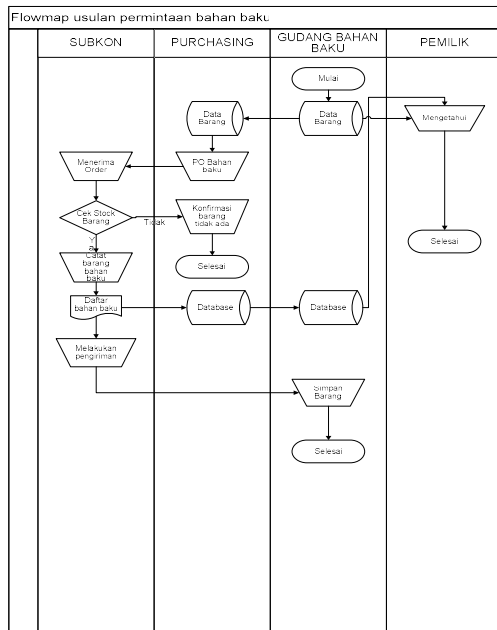 Flowmap usulan permintaan bahan baku
SUBKON
PURCHASING
GUDANG BAHAN
BAKU
PEMILIK
Mulai
Data
Barang
Data
Barang
Mengetahui
Menerima
Order
PO Bahan
baku
Cek Stock
Barang
Tidak
Konfirmasi
barang
tidak ada
Selesai
Selesai
Ya
Catat
barang
bahan
baku
Daftar
bahan baku
Database
Database
Melakukan
pengiriman
Simpan
Barang
Selesai